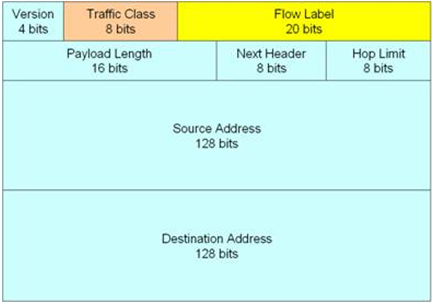 Version
4 bits
Traffic Class
8 bits
Flow Label
20 bits
Payload Length
16 bits
Next Header
8 bits
Hop Limit
8 bits
Source Address
128 bits
Destination Address
128 bits